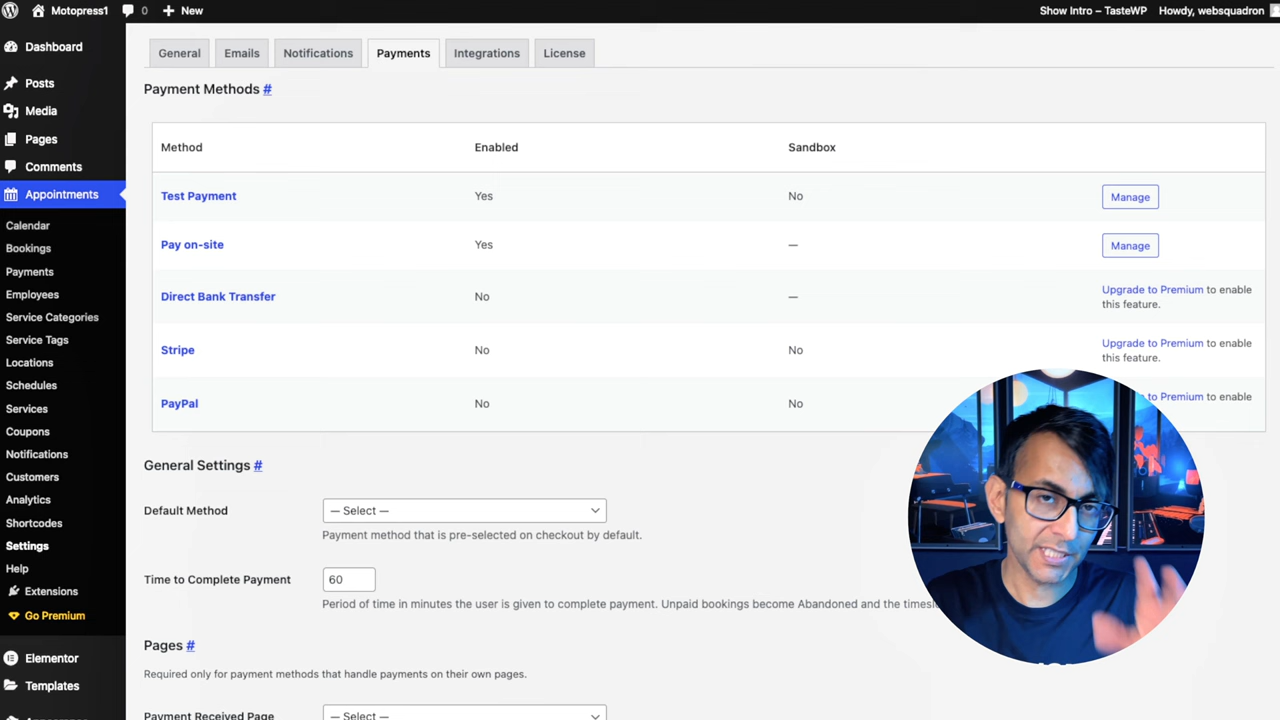 Motopress1 0 New Show Intro – TasteWP Howdy, websquadron
Dashboard
Posts
Media
Pages
Comments
Appointments
Calendar
Bookings
Payments
Employees
Service Categories
Service Tags
Locations
Schedules
Services
Coupons
Notifications
Customers
Analytics
Shortcodes
Settings
Help
Extensions
Go Premium
Elementor
Templates
General Emails Notifications Payments Integrations License
Payment Methods #
Method Enabled Sandbox
Test Payment Yes No Manage
Pay on-site Yes — Manage
Direct Bank Transfer No — Upgrade to Premium to enable
this feature.
Stripe No No Upgrade to Premium to enable
this feature.
PayPal No No to Premium to enable
General Settings #
Default Method — Select —
Payment method that is pre-selected on checkout by default.
Time to Complete Payment 60
Period of time in minutes the user is given to complete payment. Unpaid bookings become Abandoned and the
Pages #
Required only for payment methods that handle payments on their own pages.
Payment Received Page — Select —